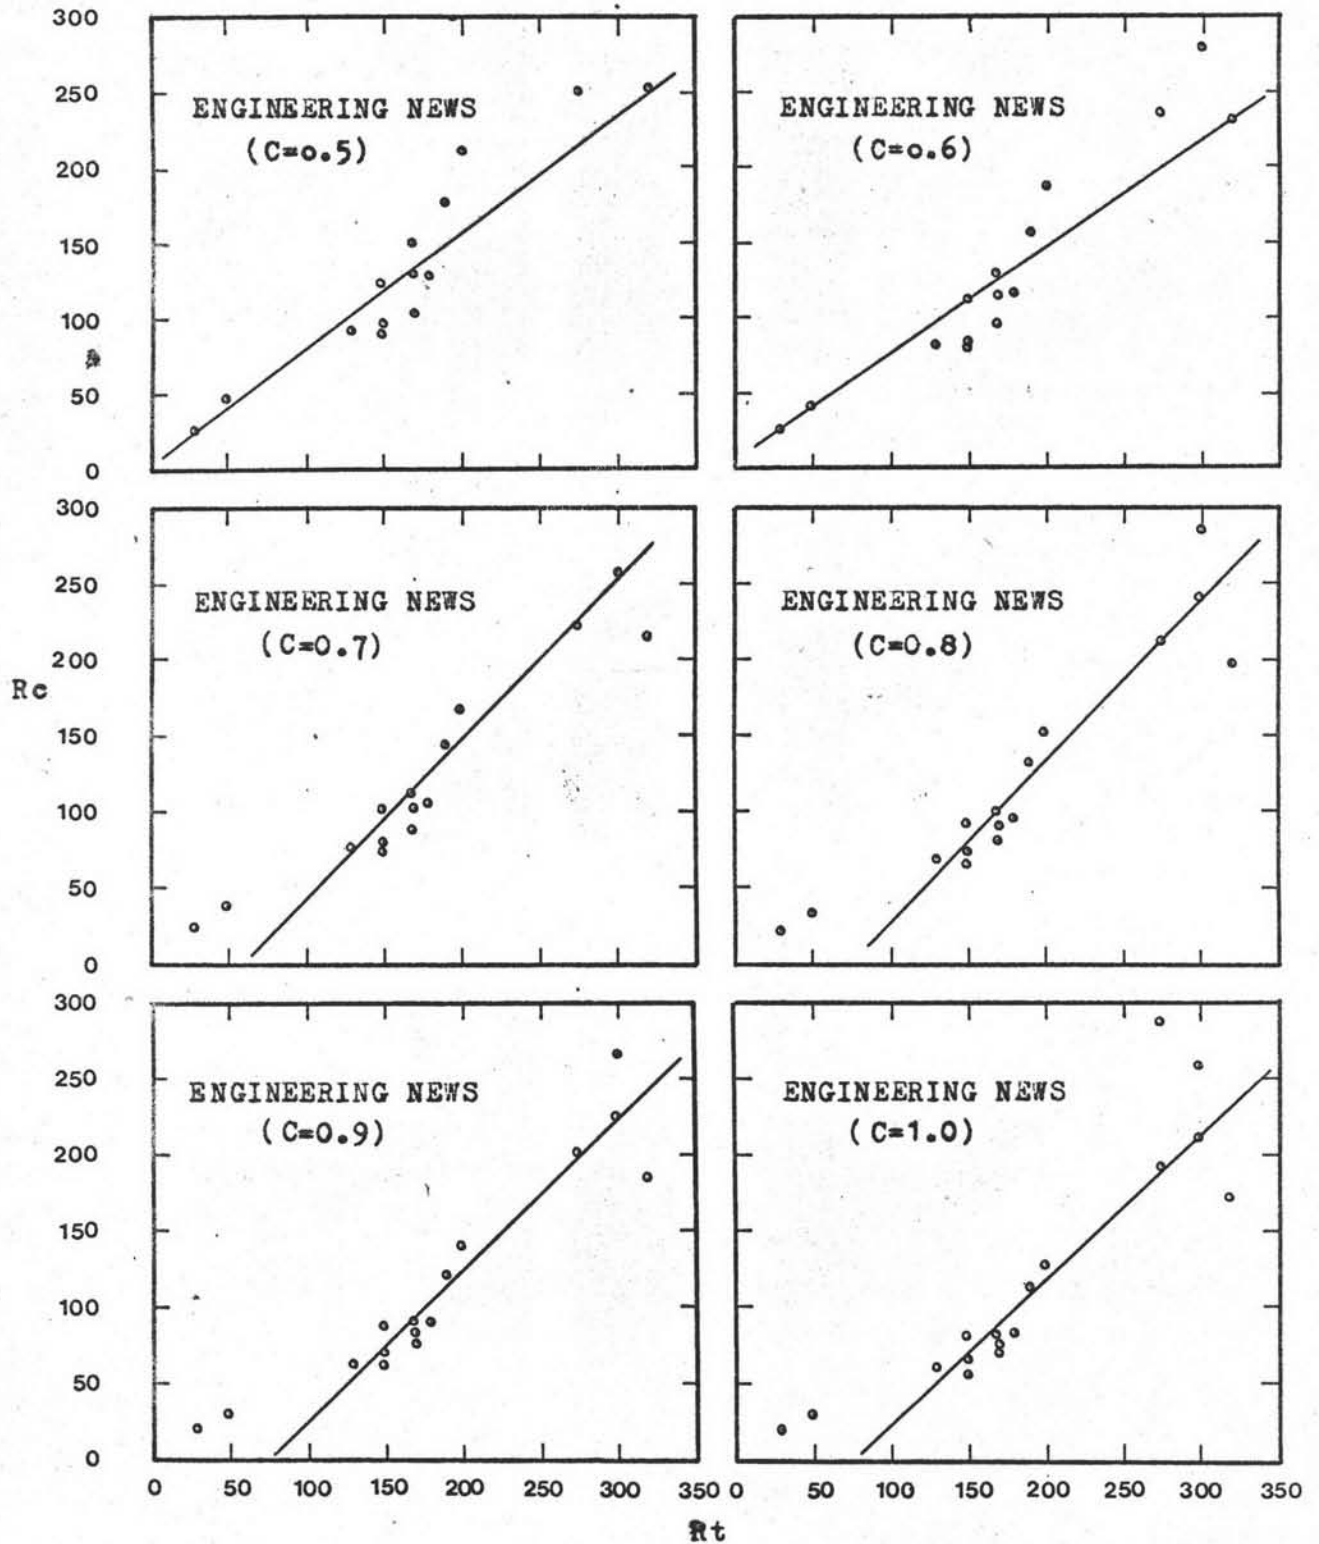 300
250
200
150
100
50
0
ENGINEERING NEWS
(C=0.5)
ENGINEERING NEWS
(C=0.6)
300
250
200
150
100
50
0
ENGINEERING NEWS
(C=0.7)
ENGINEERING NEWS
(C=0.8)
Rc
300
250
200
150
100
50
0
ENGINEERING NEWS
(C=0.9)
ENGINEERING NEWS
(C=1.0)
0 50 100 150 200 250 300 350 0 50 100 150 200 250 300 350
Rt